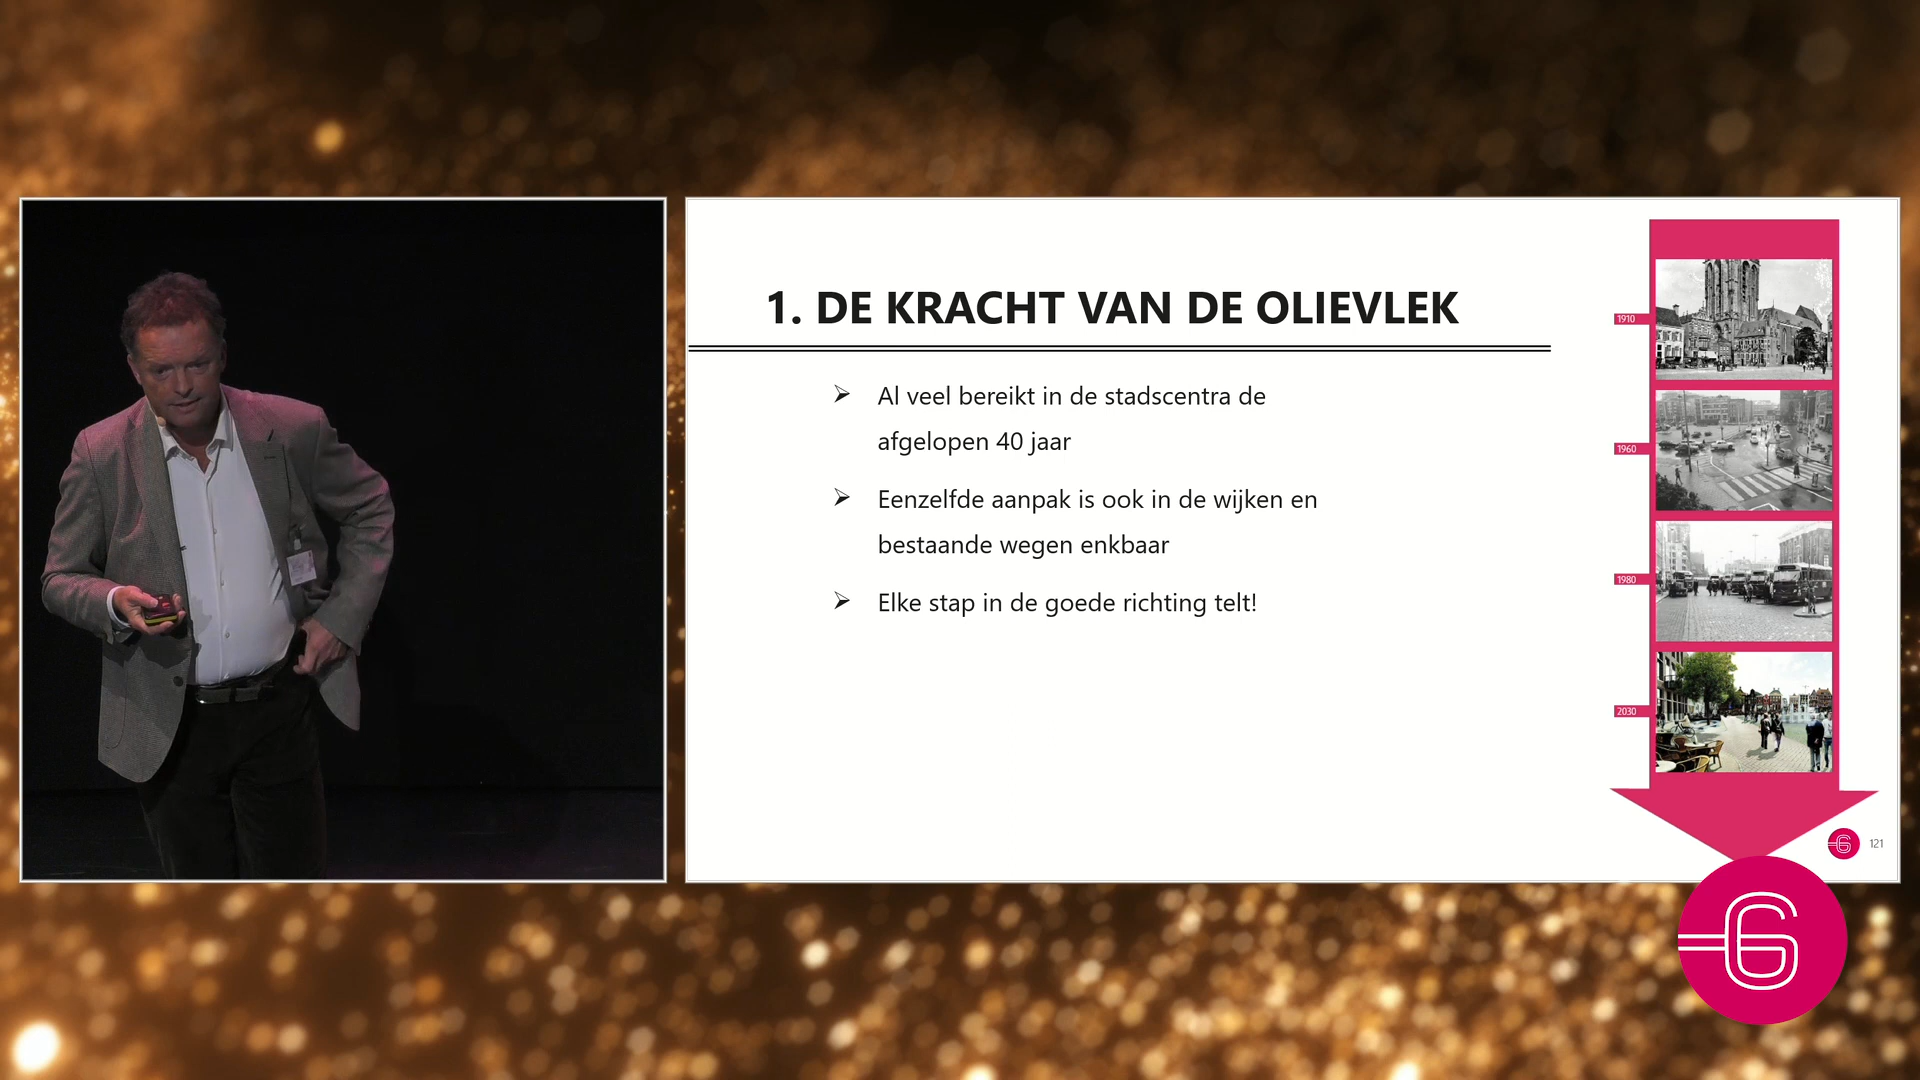 1. DE KRACHT VAN DE OLIEVLEK
Al veel bereikt in de stadscentra de
afgelopen 40 jaar
Eenzelfde aanpak is ook in de wijken en
bestaande wegen enkbaar
Elke stap in de goede richting telt!
1910
1960
1980
2030
6 121
6